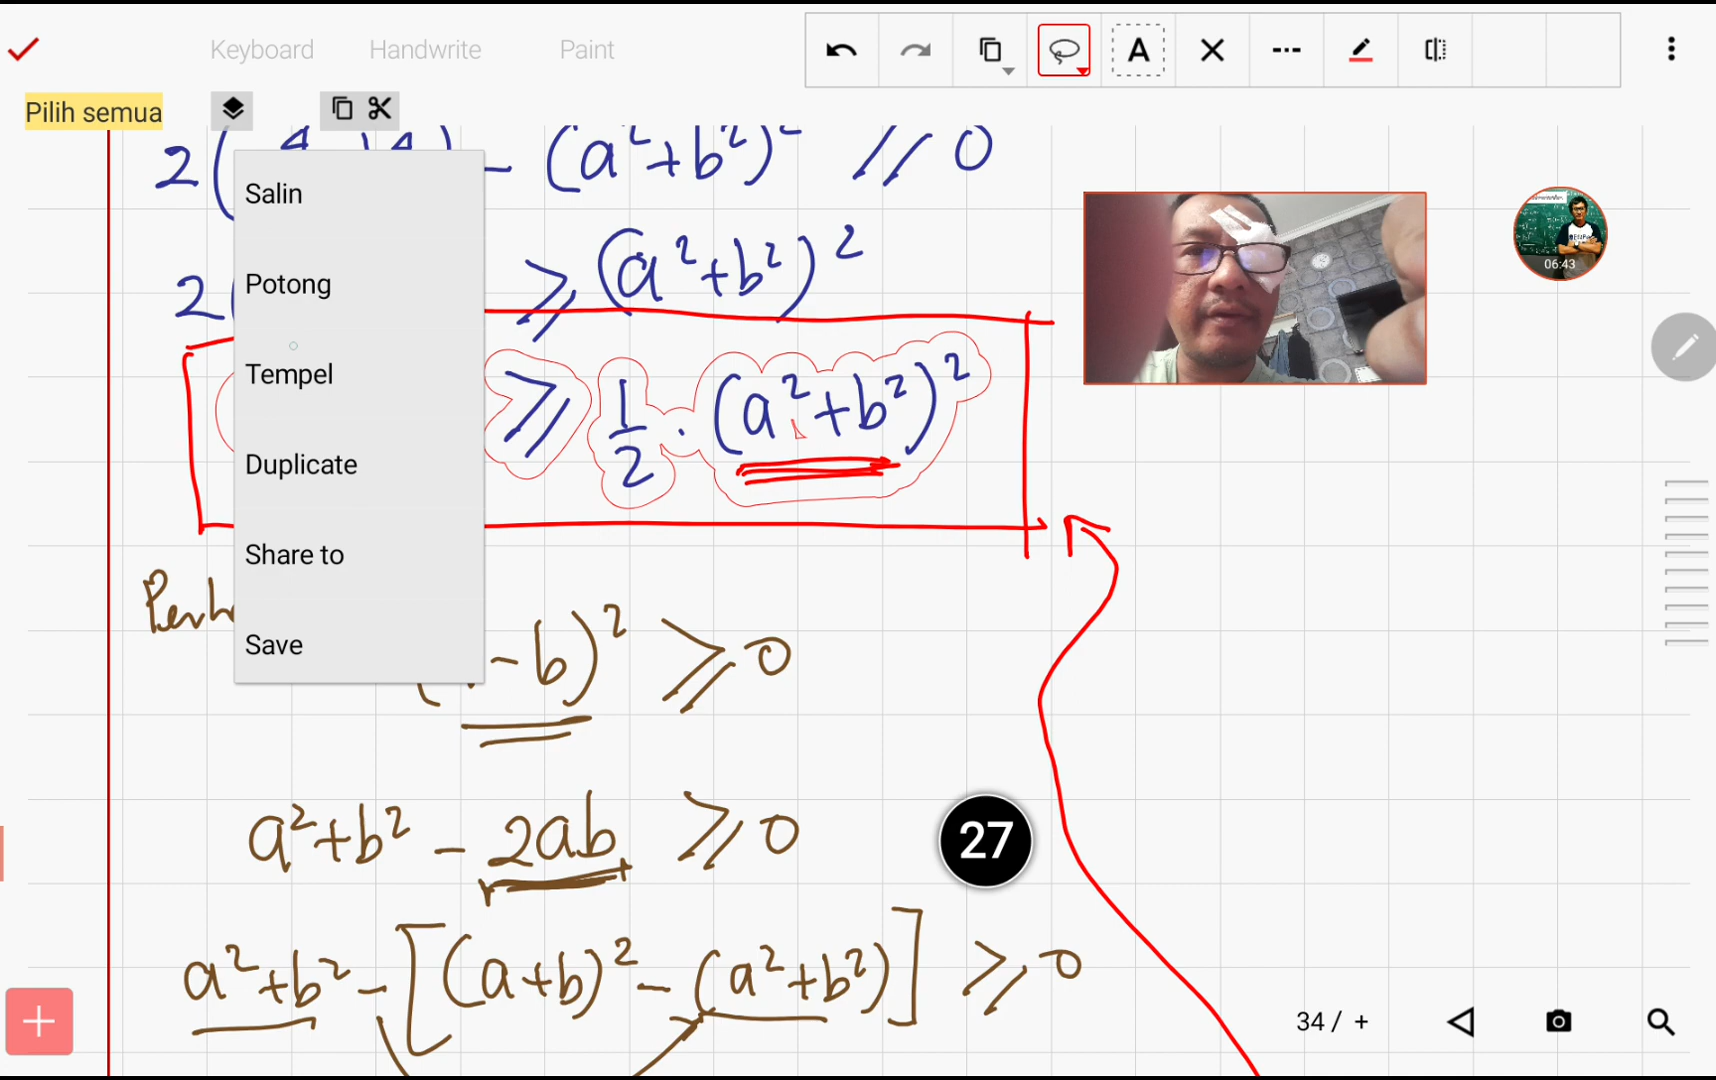 Keyboard Handwrite Paint A
Pilih semua
2( - (a²+b²)² ⩾ 0
Salin
Potong
Tempel
Duplicate
Share to
Save
2( ⩾ (a²+b²)²
⩾ 1/2 · (a²+b²)²
06:43
- b)² ⩾ 0
a²+b² - 2ab ⩾ 0
27
a²+b² - [(a+b)² - (a²+b²)] ⩾ 0
34 / +